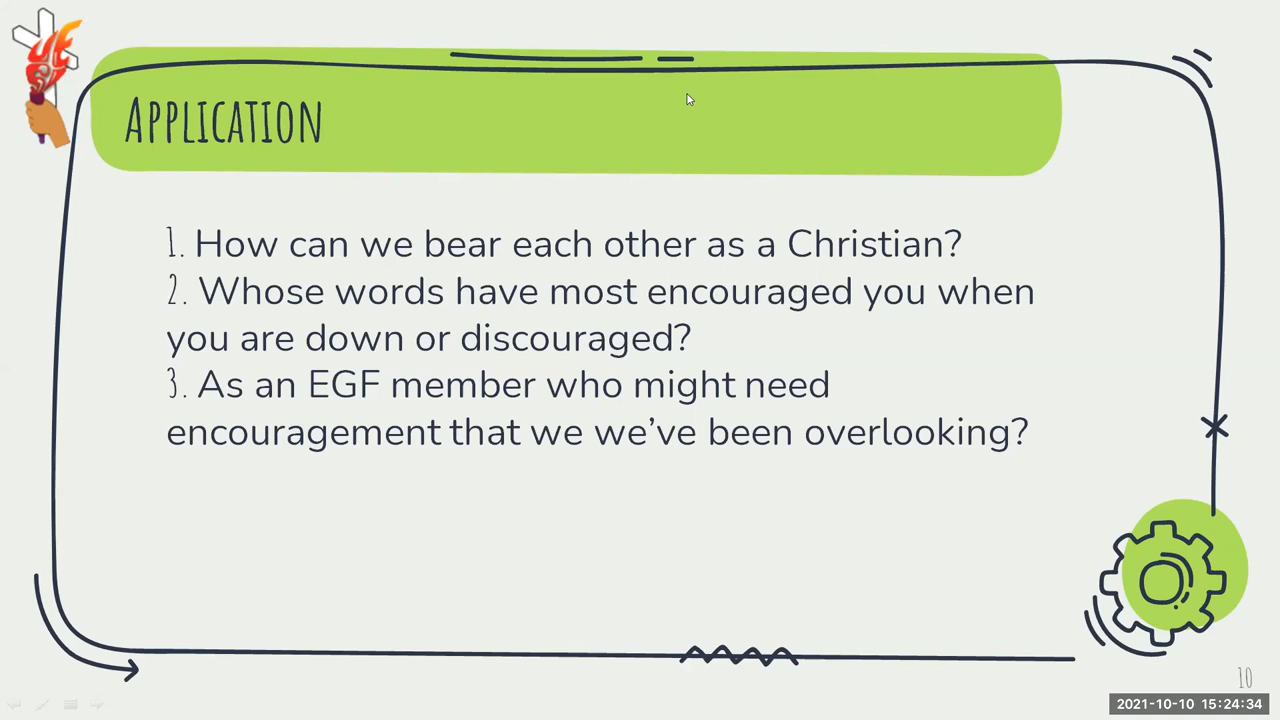 APPLICATION
1. How can we bear each other as a Christian?
2. Whose words have most encouraged you when
you are down or discouraged?
3. As an EGF member who might need
encouragement that we we’ve been overlooking?
10
2021-10-10 15:24:34